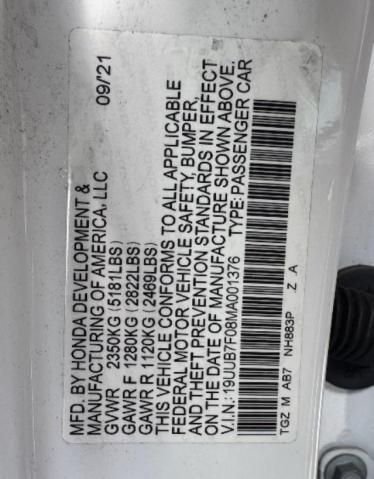 MFD. BY HONDA DEVELOPMENT &
MANUFACTURING OF AMERICA, LLC 09/'21
GVWR 2350KG(5181LBS)
GAWR F 1280KG(2822LBS)
GAWR R 1120KG(2469LBS)
THIS VEHICLE CONFORMS TO ALL APPLICABLE
FEDERAL MOTOR VEHICLE SAFETY, BUMPER,
AND THEFT PREVENTION STANDARDS IN EFFECT
ON THE DATE OF MANUFACTURE SHOWN ABOVE.
V.I.N.: 19UUB7F08MA001376 TYPE: PASSENGER CAR
TGZ M AB7 NH883P .Z .A